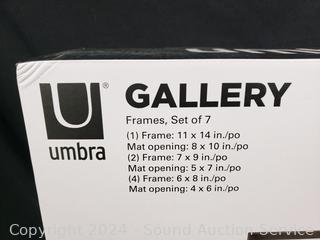 umbra
U®
umbra
GALLERY
Frames, Set of 7
(1) Frame: 11 x 14 in./po
Mat opening: 8 x 10 in./po
(2) Frame: 7 x 9 in./po
Mat opening: 5 x 7 in./po
(4) Frame: 6 x 8 in./po
Mat opening: 4 x 6 in./po
Copyright 2024 - Sound Auction Service